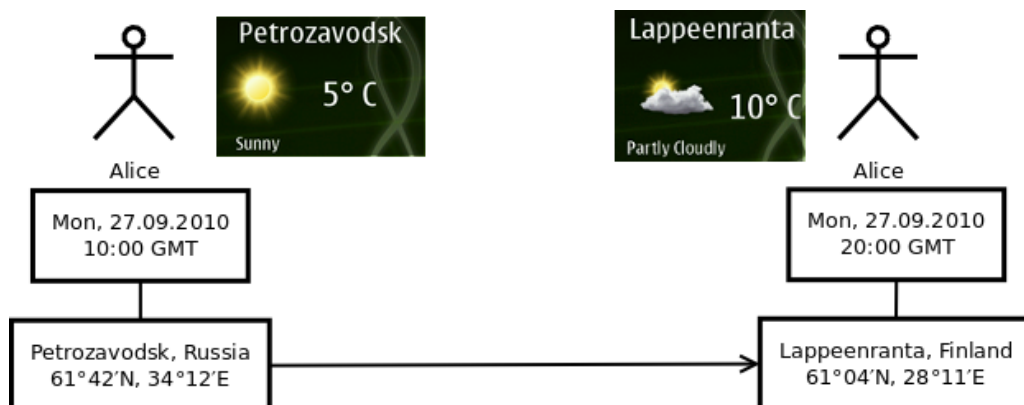 Petrozavodsk
5° C
Sunny
Alice
Mon, 27.09.2010
10:00 GMT
Petrozavodsk, Russia
61°42′N, 34°12′E
Lappeenranta
10° C
Partly Cloudly
Alice
Mon, 27.09.2010
20:00 GMT
Lappeenranta, Finland
61°04′N, 28°11′E